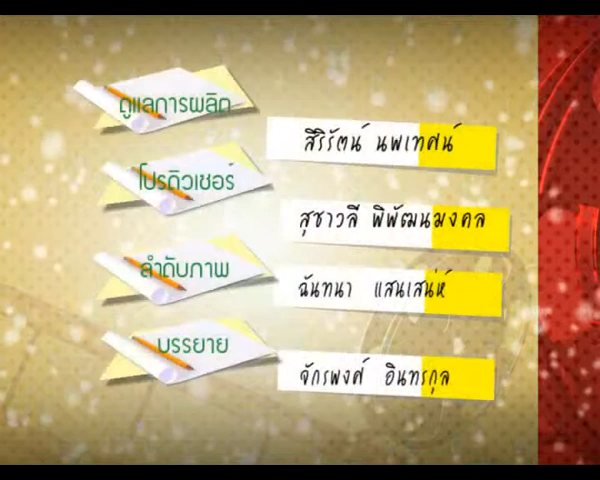 ดูแลการผลิต
สิริรัตน์ นพเทศน์
โปรดิวเซอร์
สุชาวลี พิพัฒนมงคล
ลำดับภาพ
ฉันทนา แสนเสน่ห์
บรรยาย
จักรพงศ์ อินทรกุล